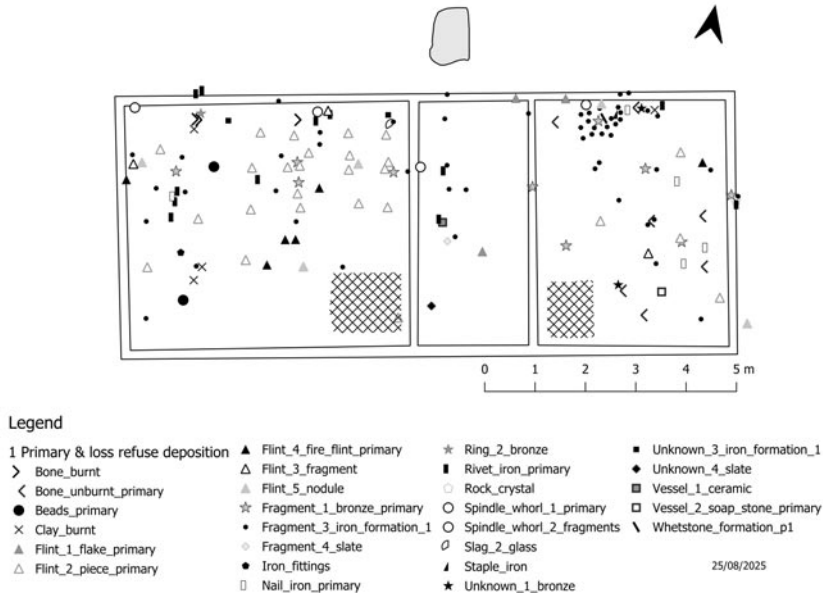 0 1 2 3 4 5 m
Legend
1 Primary & loss refuse deposition
Bone_burnt
Bone_unburnt_primary
Beads_primary
Clay_burnt
Flint_1_flake_primary
Flint_2_piece_primary
Flint_4_fire_flint_primary
Flint_3_fragment
Flint_5_nodule
Fragment_1_bronze_primary
Fragment_3_iron_formation_1
Fragment_4_slate
Iron_fittings
Nail_iron_primary
Ring_2_bronze
Rivet_iron_primary
Rock_crystal
Spindle_whorl_1_primary
Spindle_whorl_2_fragments
Slag_2_glass
Staple_iron
Unknown_1_bronze
Unknown_3_iron_formation_1
Unknown_4_slate
Vessel_1_ceramic
Vessel_2_soap_stone_primary
Whetstone_formation_p1
25/08/2025